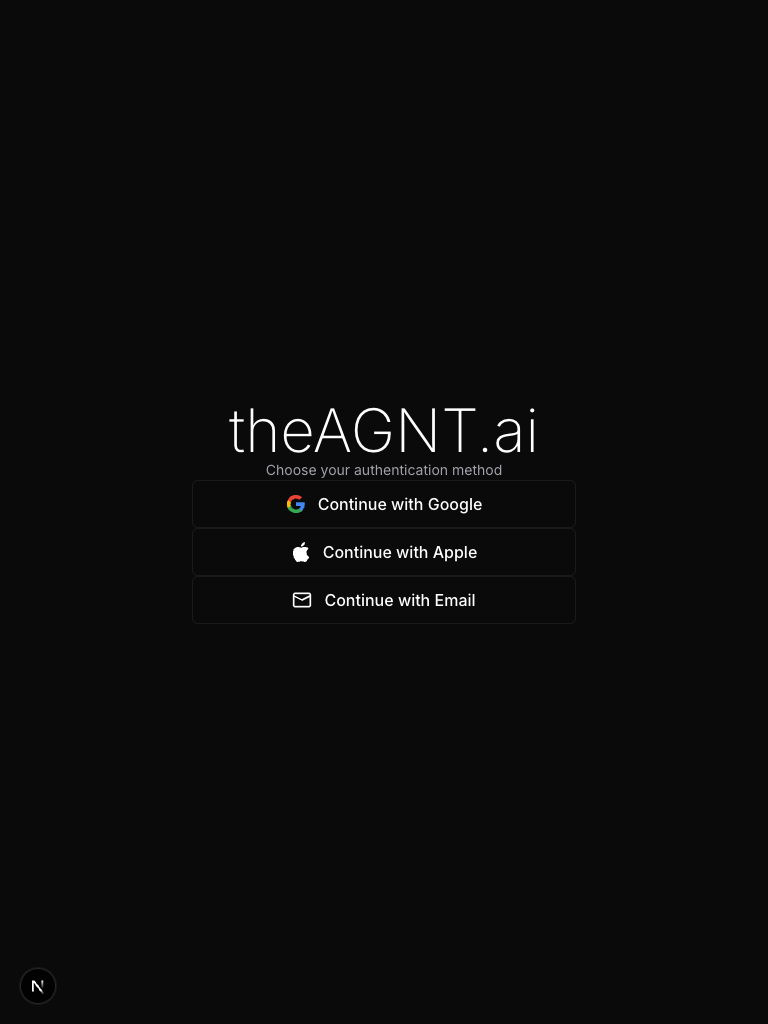 theAGNT.ai
Choose your authentication method
Continue with Google
Continue with Apple
Continue with Email
N